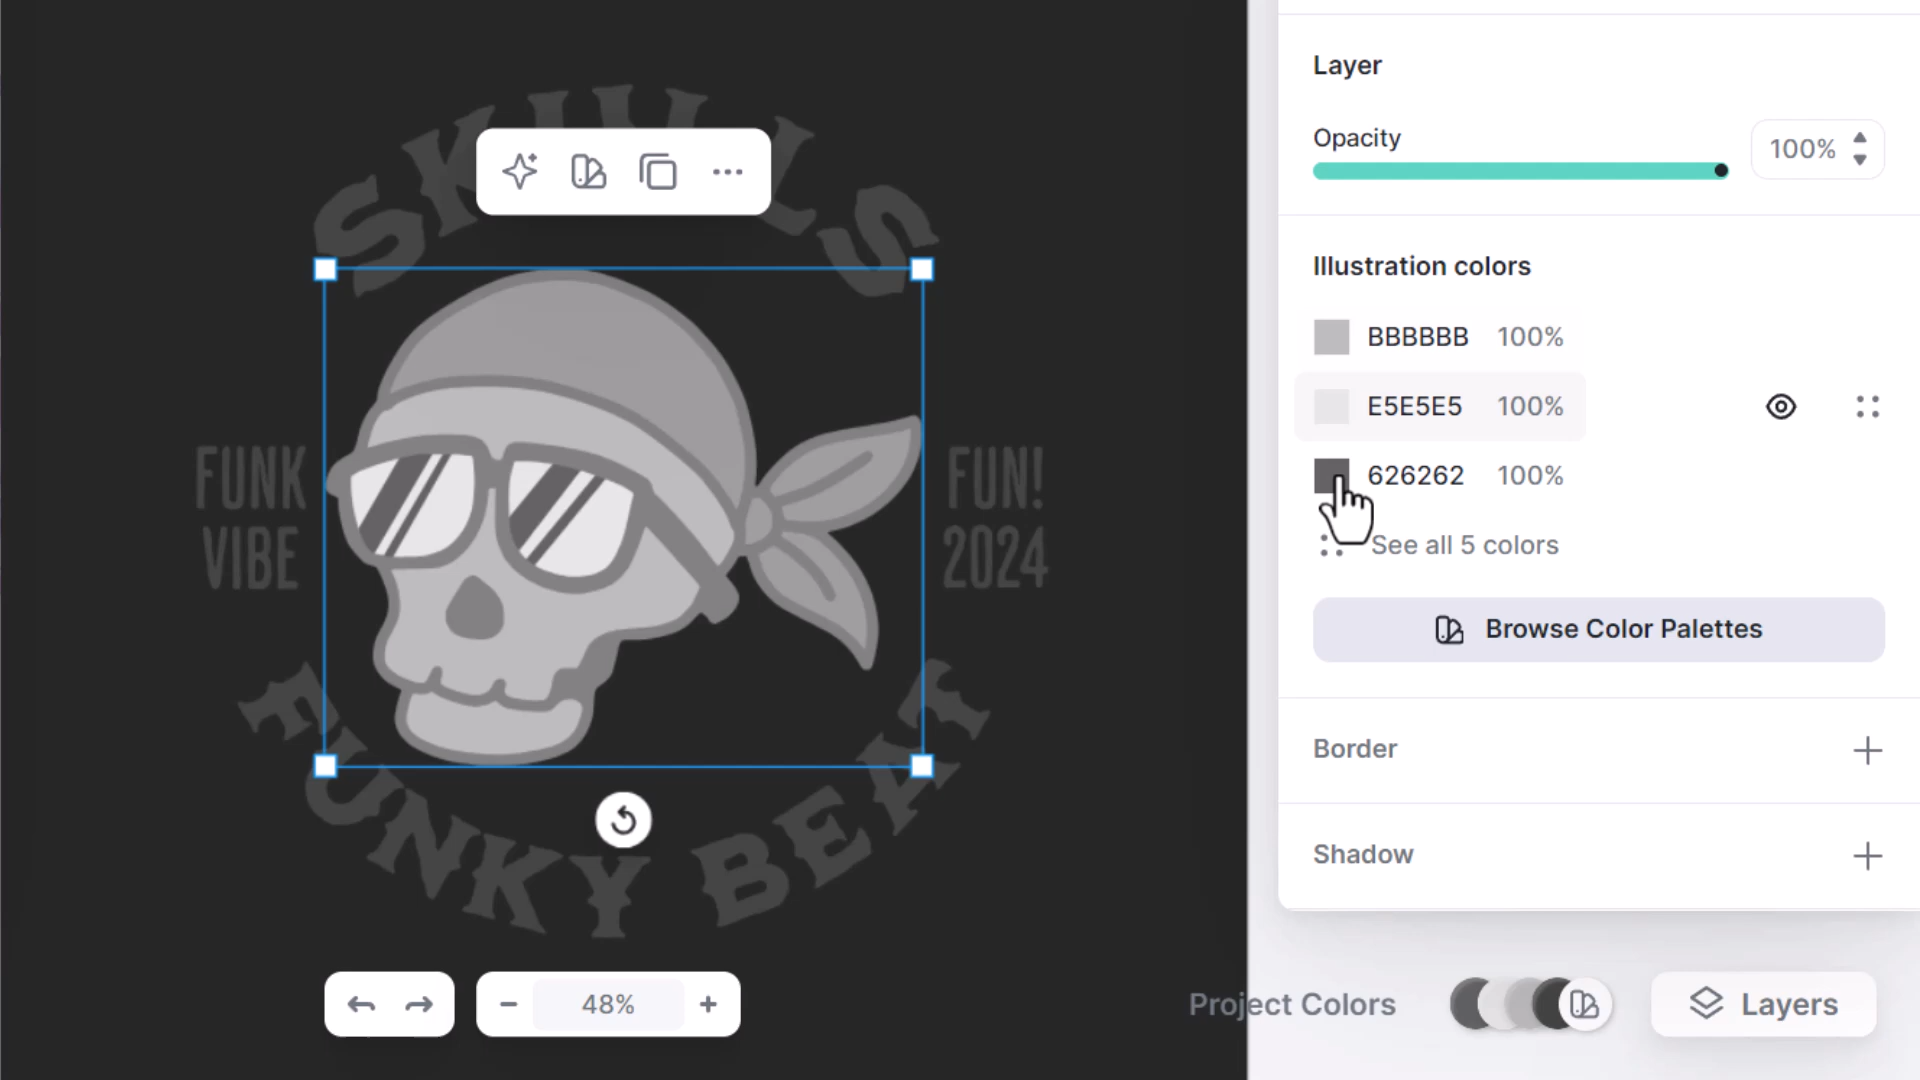 SKULLS
FUNK
VIBE
FUN!
2024
FUNKY BEAT
48%
Layer
Opacity
100%
Illustration colors
BBBBBB 100%
E5E5E5 100%
626262 100%
See all 5 colors
Browse Color Palettes
Border
Shadow
Project Colors
Layers